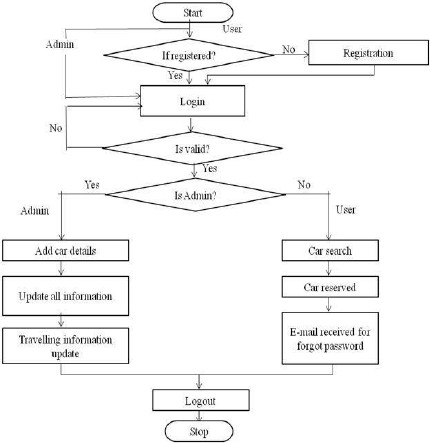 Start
User
Admin
If registered?
No
Registration
Yes
Login
No
Is valid?
Yes
Yes
Is Admin?
No
Admin
User
Add car details
Car search
Update all information
Car reserved
Travelling information
update
E-mail received for
forgot password
Logout
Stop